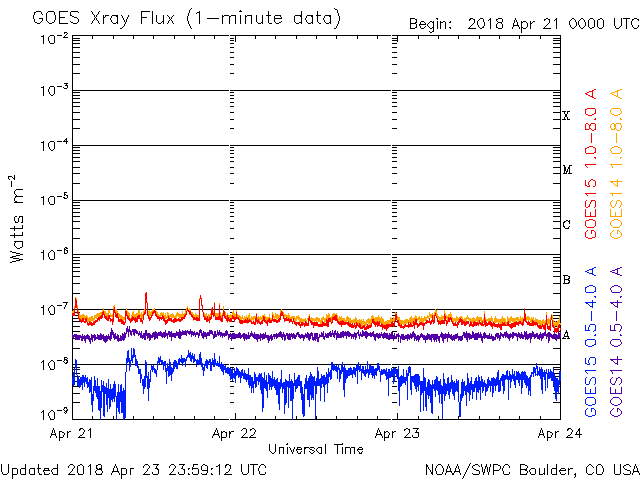 GOES Xray Flux (1-minute data)
Begin: 2018 Apr 21 0000 UTC
10⁻²
10⁻³
10⁻⁴
10⁻⁵
10⁻⁶
10⁻⁷
10⁻⁸
10⁻⁹
Watts m⁻²
X
M
C
B
A
GOES15 1.0-8.0 A
GOES14 1.0-8.0 A
GOES15 0.5-4.0 A
GOES14 0.5-4.0 A
Apr 21
Apr 22
Apr 23
Apr 24
Universal Time
Updated 2018 Apr 23 23:59:12 UTC
NOAA/SWPC Boulder, CO USA